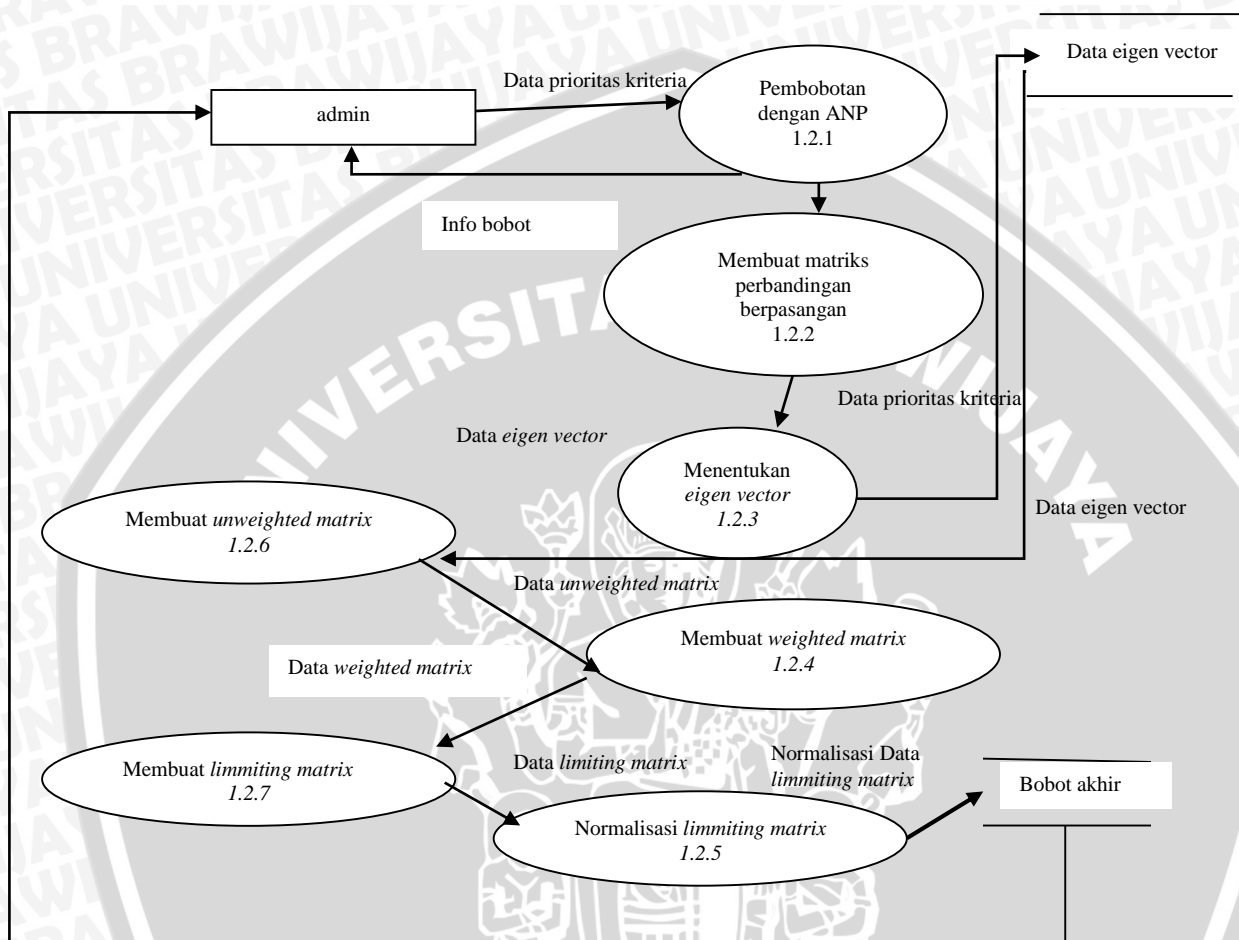 Data eigen vector
Data prioritas kriteria
Pembobotan
dengan ANP
1.2.1
admin
Info bobot
Membuat matriks
perbandingan
berpasangan
1.2.2
Data prioritas kriteria
Data eigen vector
Menentukan
eigen vector
1.2.3
Data eigen vector
Membuat unweighted matrix
1.2.6
Data unweighted matrix
Membuat weighted matrix
1.2.4
Data weighted matrix
Membuat limmiting matrix
1.2.7
Data limiting matrix
Normalisasi Data
limmiting matrix
Bobot akhir
Normalisasi limmiting matrix
1.2.5